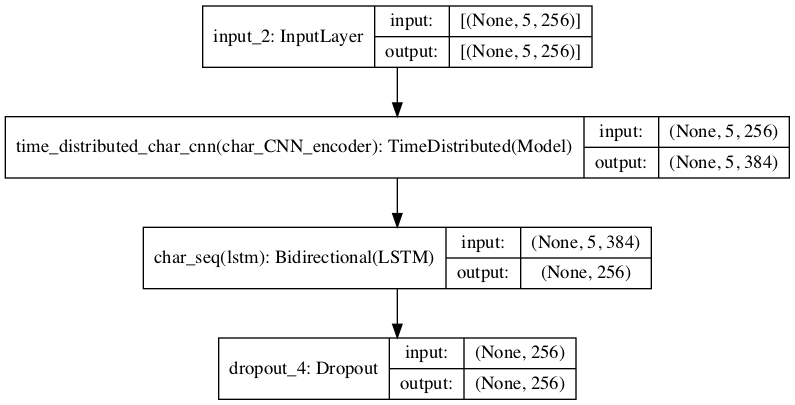 input_2: InputLayer
input:
[(None, 5, 256)]
output:
[(None, 5, 256)]
time_distributed_char_cnn(char_CNN_encoder): TimeDistributed(Model)
input:
(None, 5, 256)
output:
(None, 5, 384)
char_seq(lstm): Bidirectional(LSTM)
input:
(None, 5, 384)
output:
(None, 256)
dropout_4: Dropout
input:
(None, 256)
output:
(None, 256)